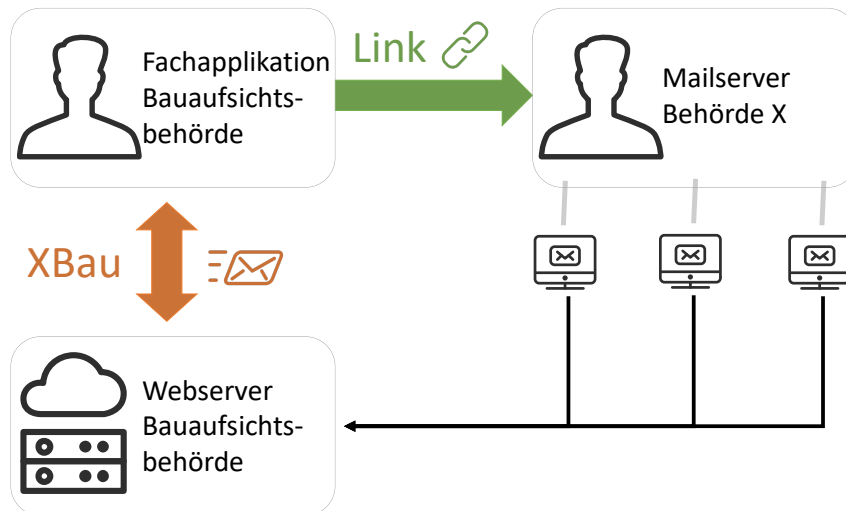 Fachapplikation
Bauaufsichts-
behörde
Link
Mailserver
Behörde X
XBau
Webserver
Bauaufsichts-
behörde